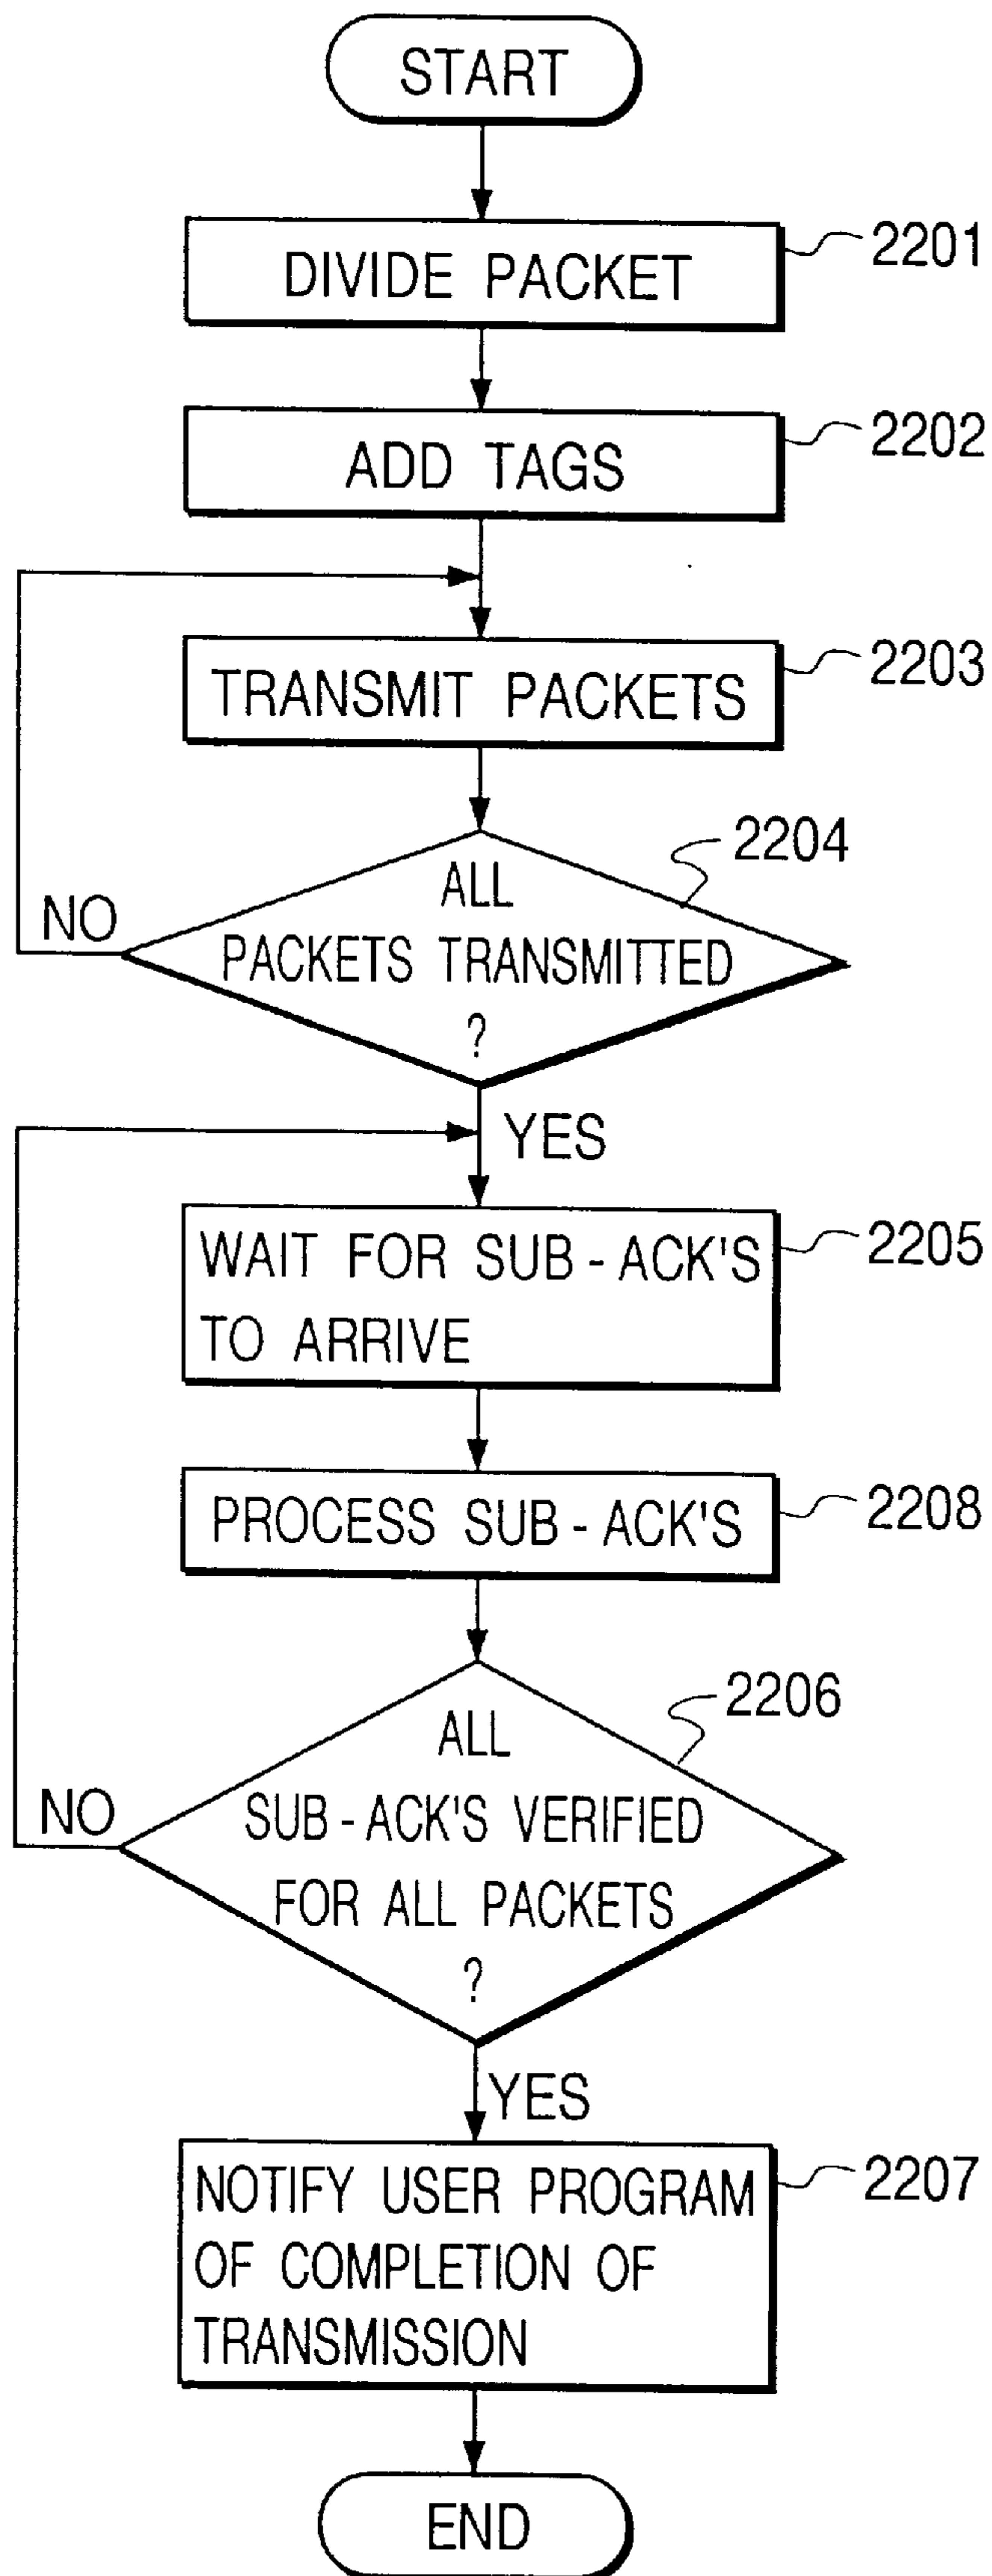 START
DIVIDE PACKET
2201
ADD TAGS
2202
TRANSMIT PACKETS
2203
2204
ALL
PACKETS TRANSMITTED
?
NO
YES
WAIT FOR SUB-ACK'S
TO ARRIVE
2205
PROCESS SUB-ACK'S
2208
2206
ALL
SUB-ACK'S VERIFIED
FOR ALL PACKETS
?
NO
YES
NOTIFY USER PROGRAM
OF COMPLETION OF
TRANSMISSION
2207
END